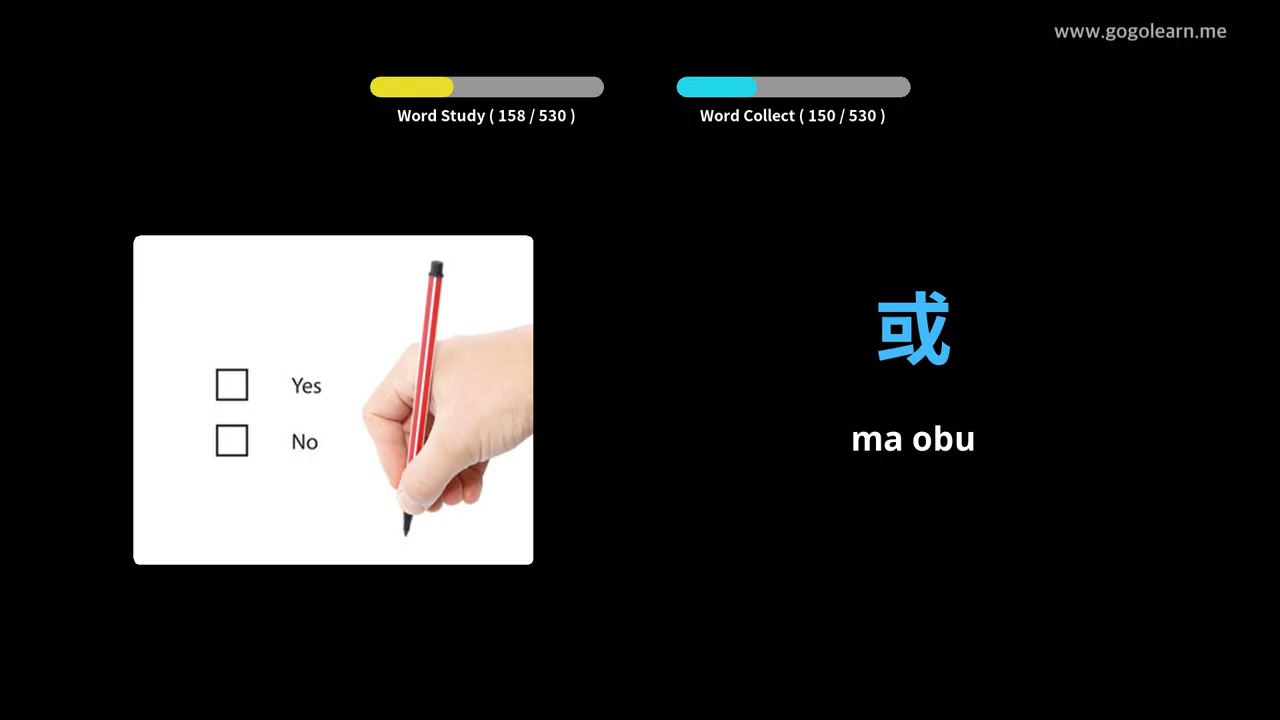 www.gogolearn.me
Word Study ( 158 / 530 )
Word Collect ( 150 / 530 )
Yes
No
或
ma obu